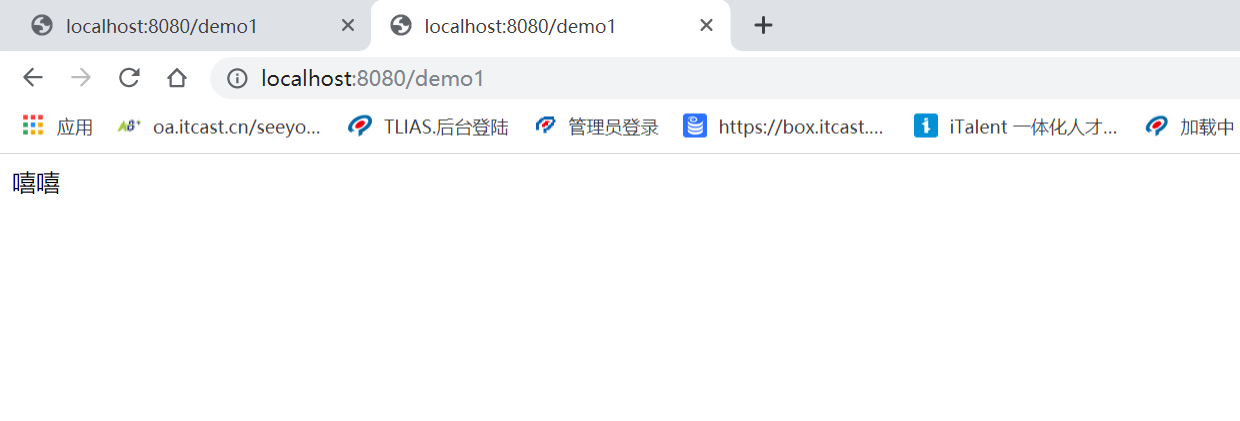 localhost:8080/demo1 localhost:8080/demo1
localhost:8080/demo1
应用 oa.itcast.cn/seeyo... TLIAS.后台登陆 管理员登录 https://box.itcast.... iTalent 一体化人才... 加载中
嘻嘻